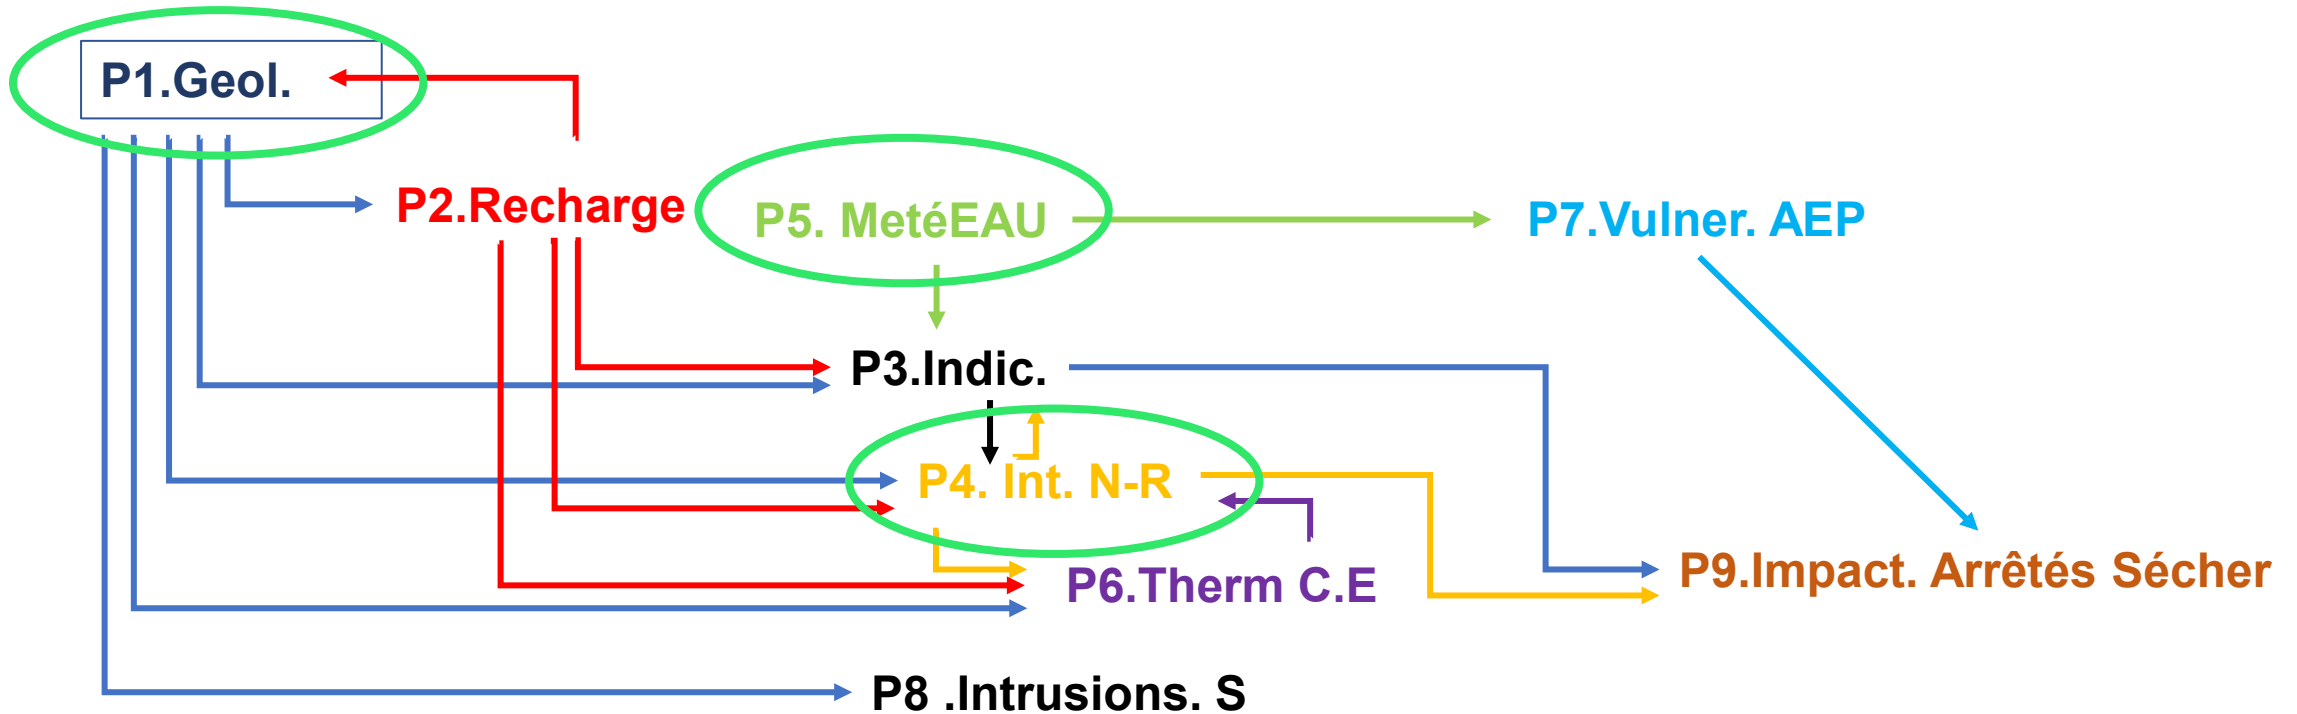 P1.Geol.
P2.Recharge
P5. MetéEAU
P7.Vulner. AEP
P3.Indic.
P4. Int. N-R
P6.Therm C.E
P9.Impact. Arrêtés Sécher
P8 .Intrusions. S